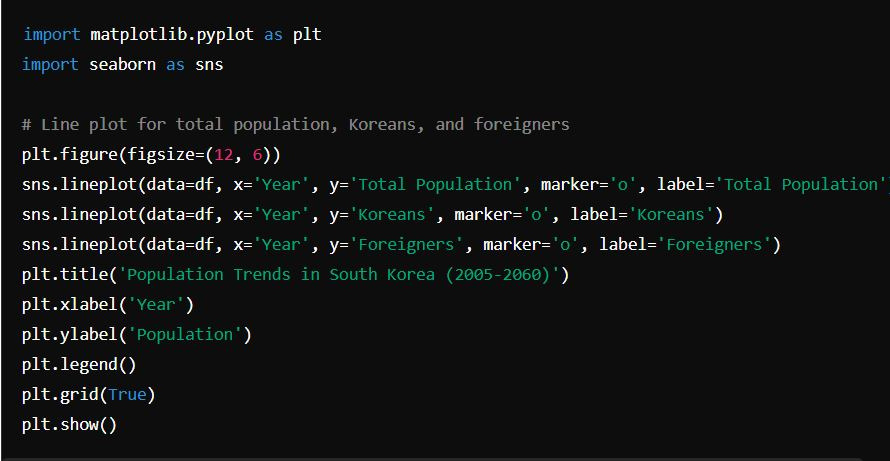 import matplotlib.pyplot as plt
import seaborn as sns
# Line plot for total population, Koreans, and foreigners
plt.figure(figsize=(12, 6))
sns.lineplot(data=df, x='Year', y='Total Population', marker='o', label='Total Population'
sns.lineplot(data=df, x='Year', y='Koreans', marker='o', label='Koreans')
sns.lineplot(data=df, x='Year', y='Foreigners', marker='o', label='Foreigners')
plt.title('Population Trends in South Korea (2005-2060)')
plt.xlabel('Year')
plt.ylabel('Population')
plt.legend()
plt.grid(True)
plt.show()